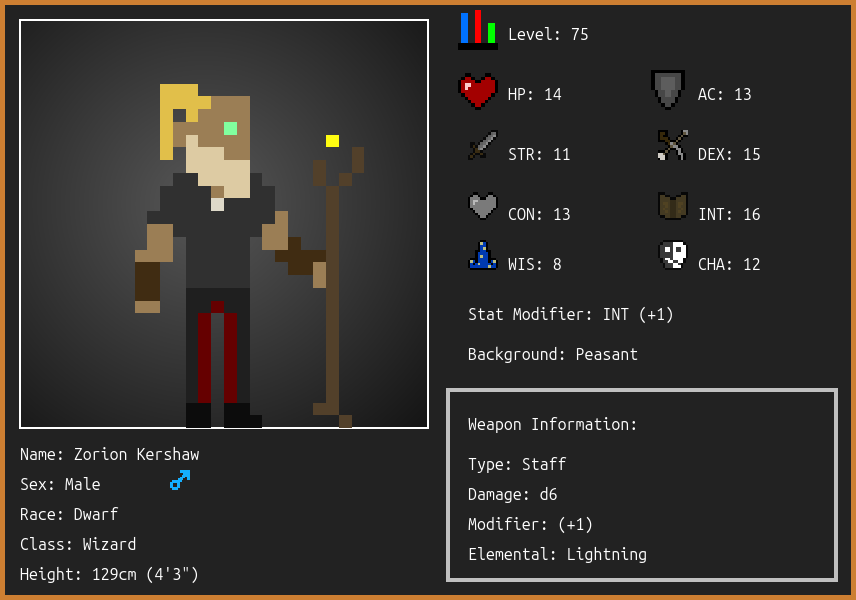 Level: 75
HP: 14
AC: 13
STR: 11
DEX: 15
CON: 13
INT: 16
WIS: 8
CHA: 12
Stat Modifier: INT (+1)
Background: Peasant
Weapon Information:
Type: Staff
Damage: d6
Modifier: (+1)
Elemental: Lightning
Name: Zorion Kershaw
Sex: Male
Race: Dwarf
Class: Wizard
Height: 129cm (4'3")